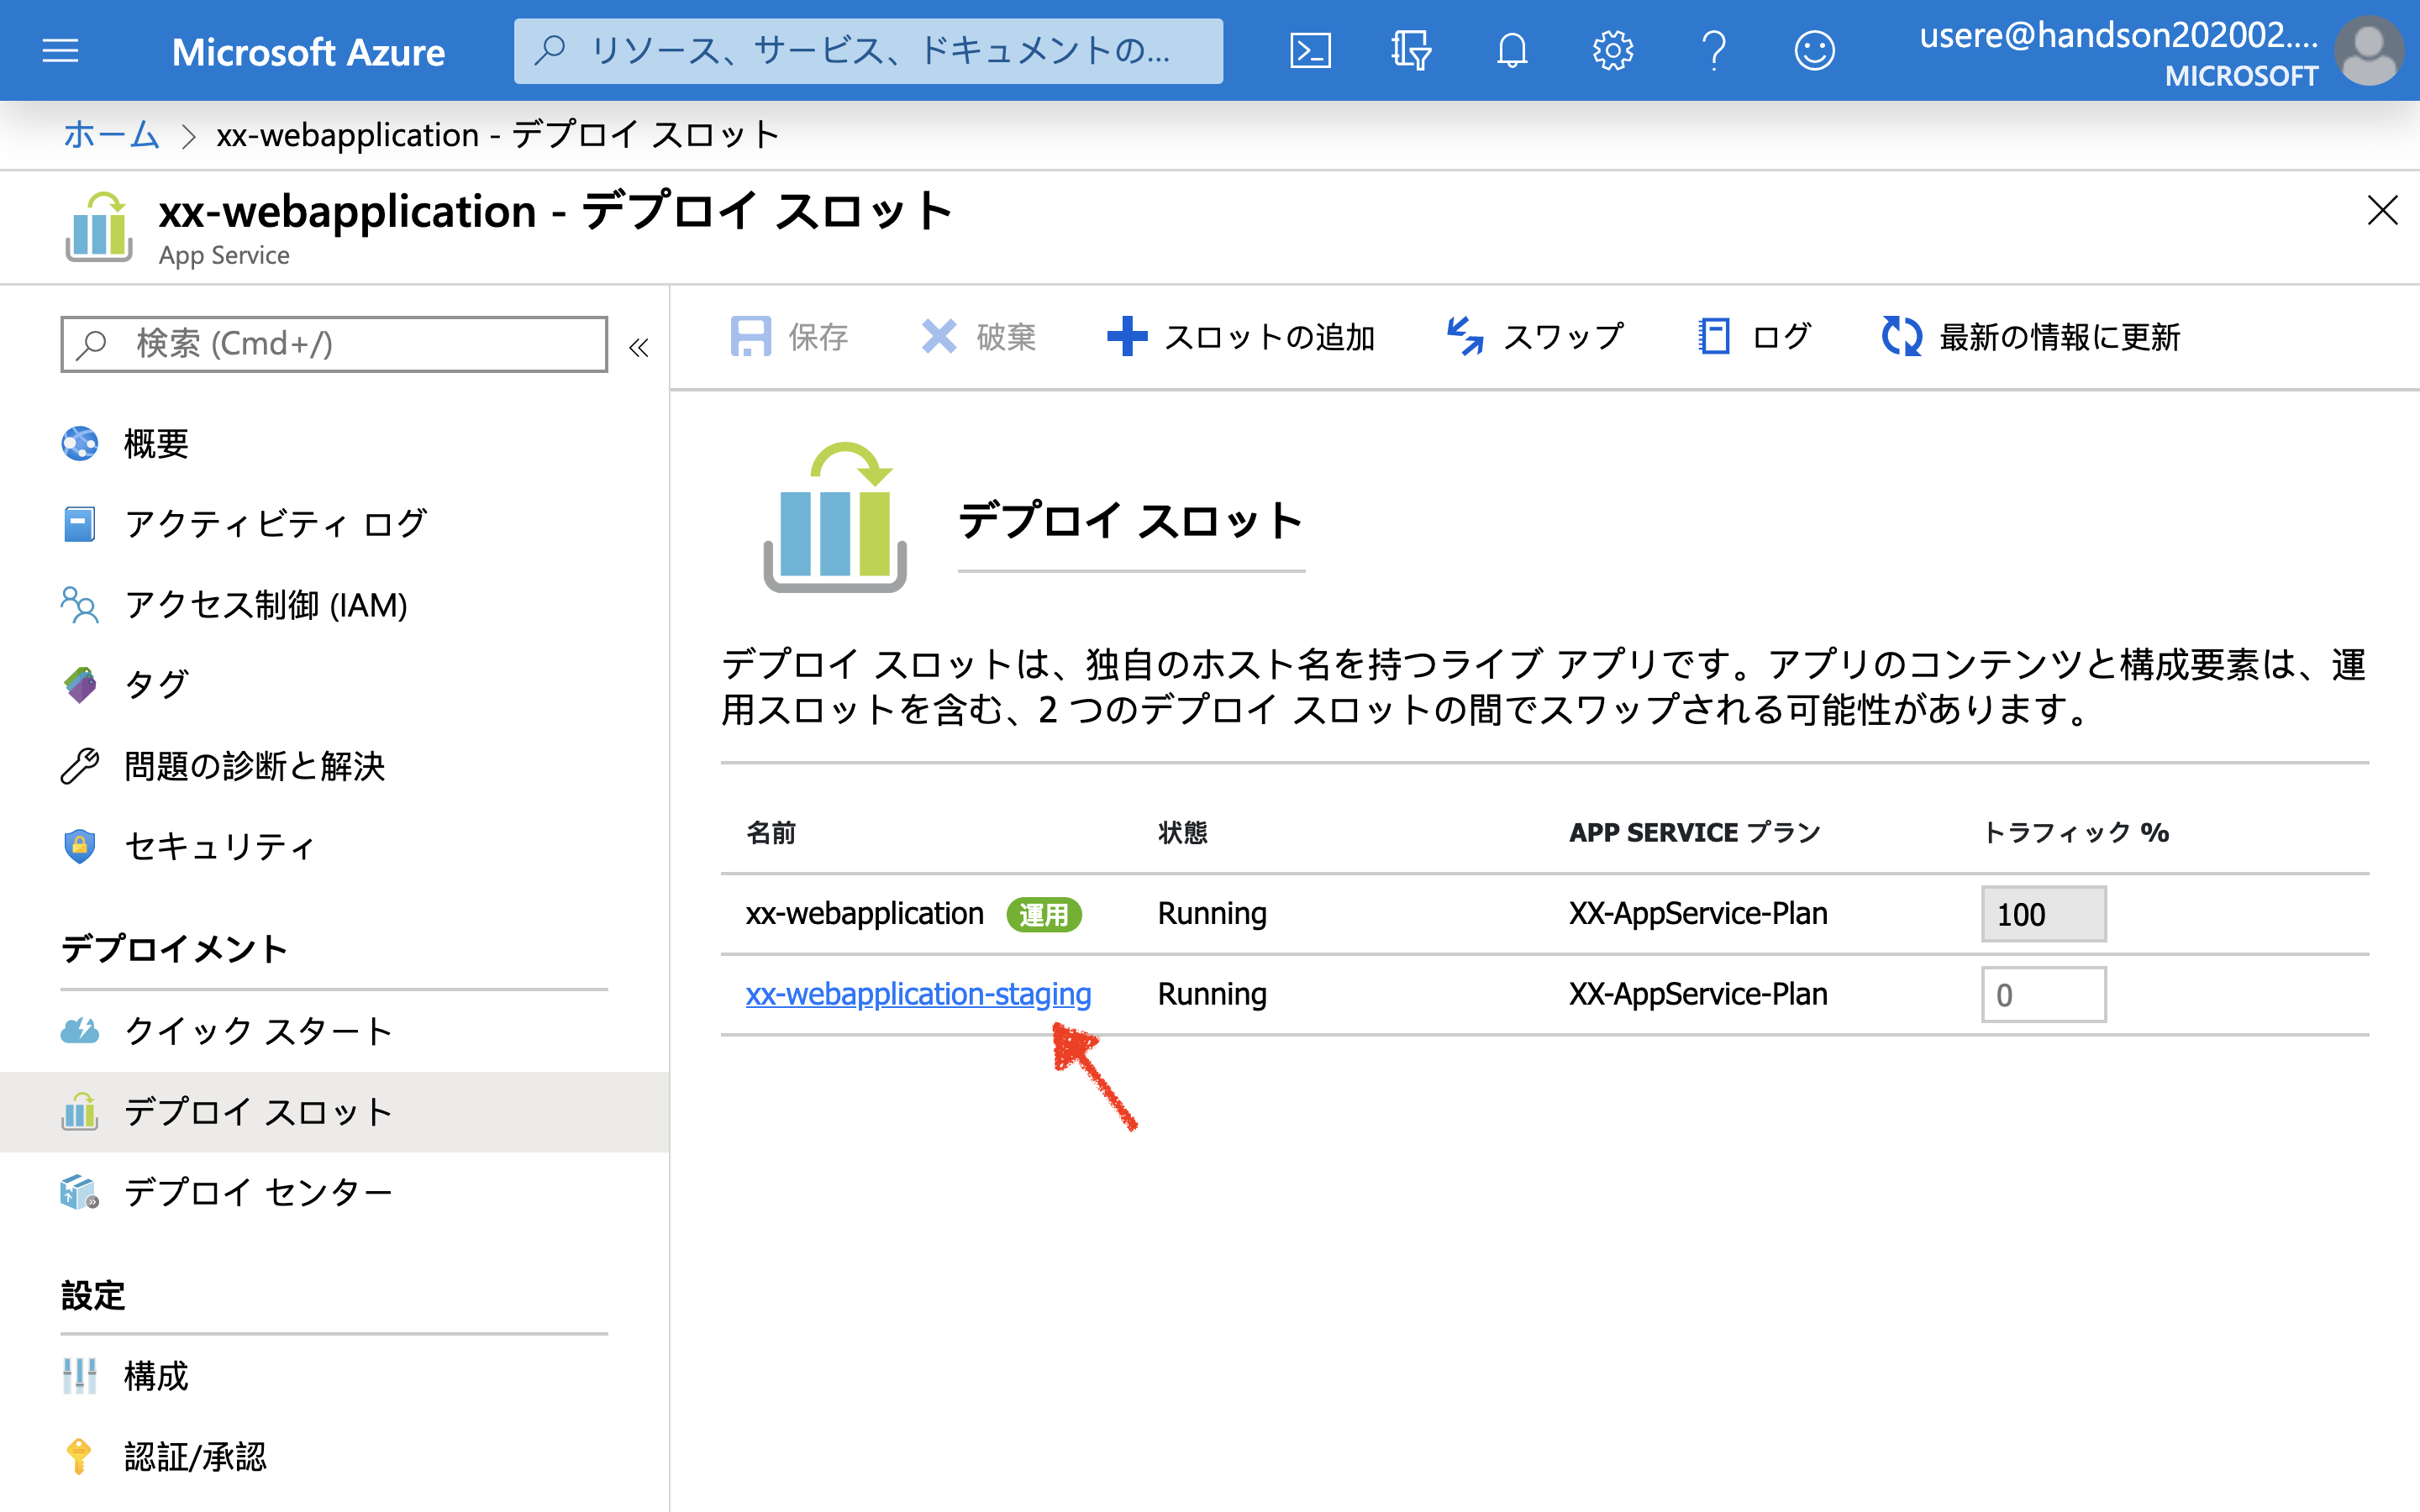 Microsoft Azure
リソース、サービス、ドキュメントの...
usere@handson202002....
MICROSOFT
ホーム > xx-webapplication - デプロイ スロット
xx-webapplication - デプロイ スロット
App Service
検索 (Cmd+/)
«
保存
破棄
スロットの追加
スワップ
ログ
最新の情報に更新
概要
アクティビティ ログ
アクセス制御 (IAM)
タグ
問題の診断と解決
セキュリティ
デプロイメント
クイック スタート
デプロイ スロット
デプロイ センター
設定
構成
認証/承認
デプロイ スロット
デプロイ スロットは、独自のホスト名を持つライブ アプリです。アプリのコンテンツと構成要素は、運
用スロットを含む、2 つのデプロイ スロットの間でスワップされる可能性があります。
名前 状態 APP SERVICE プラン トラフィック %
xx-webapplication 運用 Running XX-AppService-Plan 100
xx-webapplication-staging Running XX-AppService-Plan 0